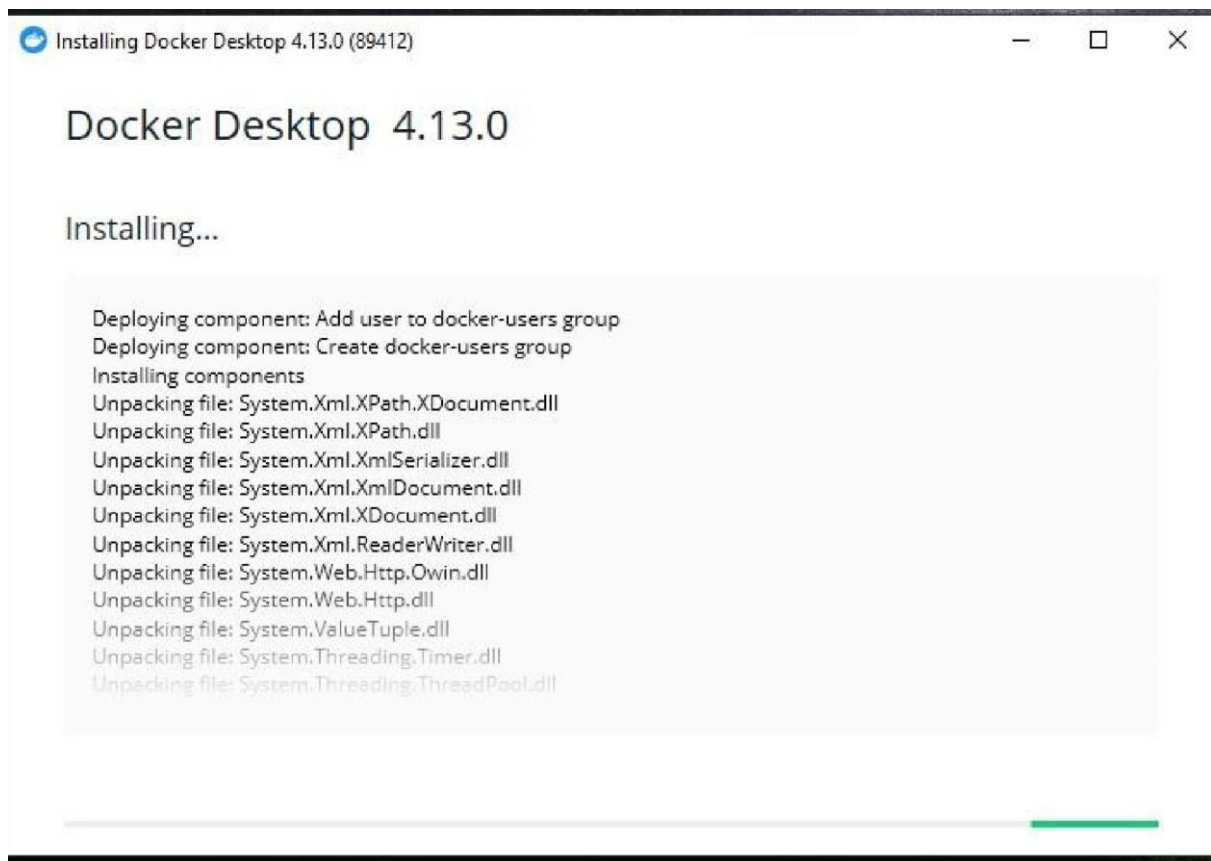 Installing Docker Desktop 4.13.0 (89412)
Docker Desktop 4.13.0
Installing...
Deploying component: Add user to docker-users group
Deploying component: Create docker-users group
Installing components
Unpacking file: System.Xml.XPath.XDocument.dll
Unpacking file: System.Xml.XPath.dll
Unpacking file: System.Xml.XmlSerializer.dll
Unpacking file: System.Xml.XmlDocument.dll
Unpacking file: System.Xml.XDocument.dll
Unpacking file: System.Xml.ReaderWriter.dll
Unpacking file: System.Web.Http.Owin.dll
Unpacking file: System.Web.Http.dll
Unpacking file: System.ValueTuple.dll
Unpacking file: System.Threading.Timer.dll
Unpacking file: System.Threading.ThreadPool.dll